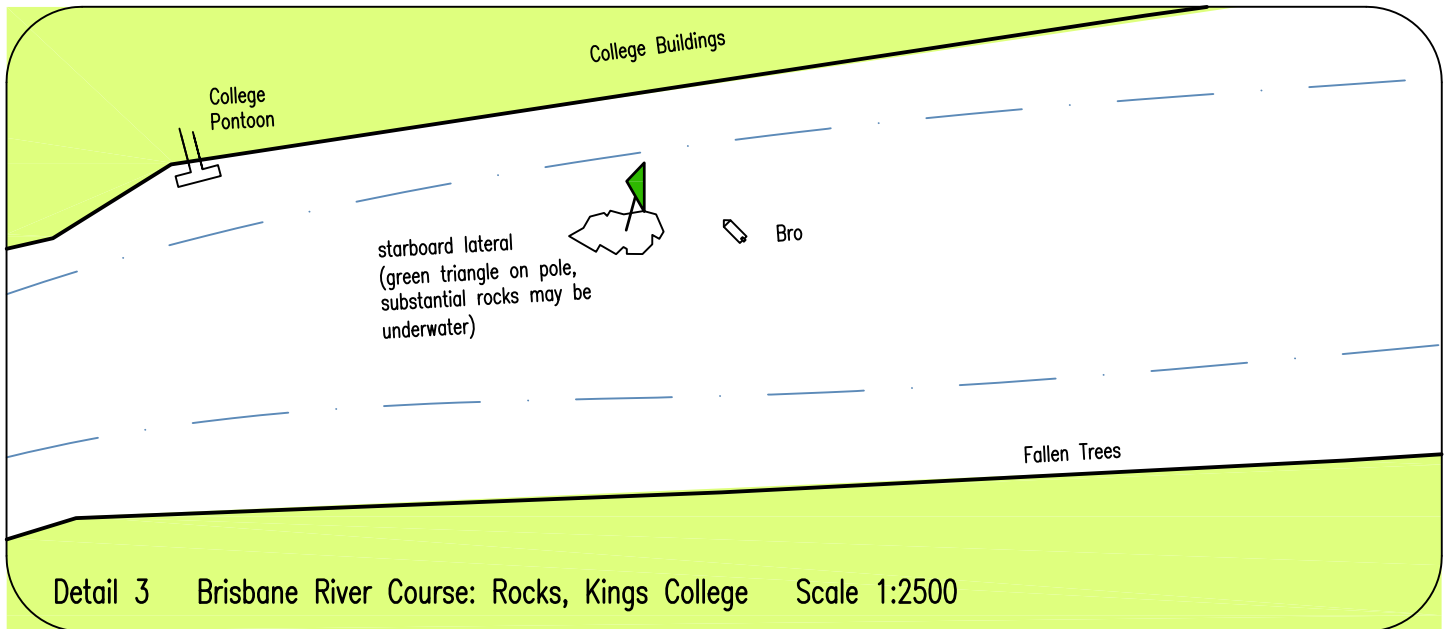 College Buildings
College
Pontoon
starboard lateral
(green triangle on pole,
substantial rocks may be
underwater)
Bro
Fallen Trees
Detail 3 Brisbane River Course: Rocks, Kings College Scale 1:2500